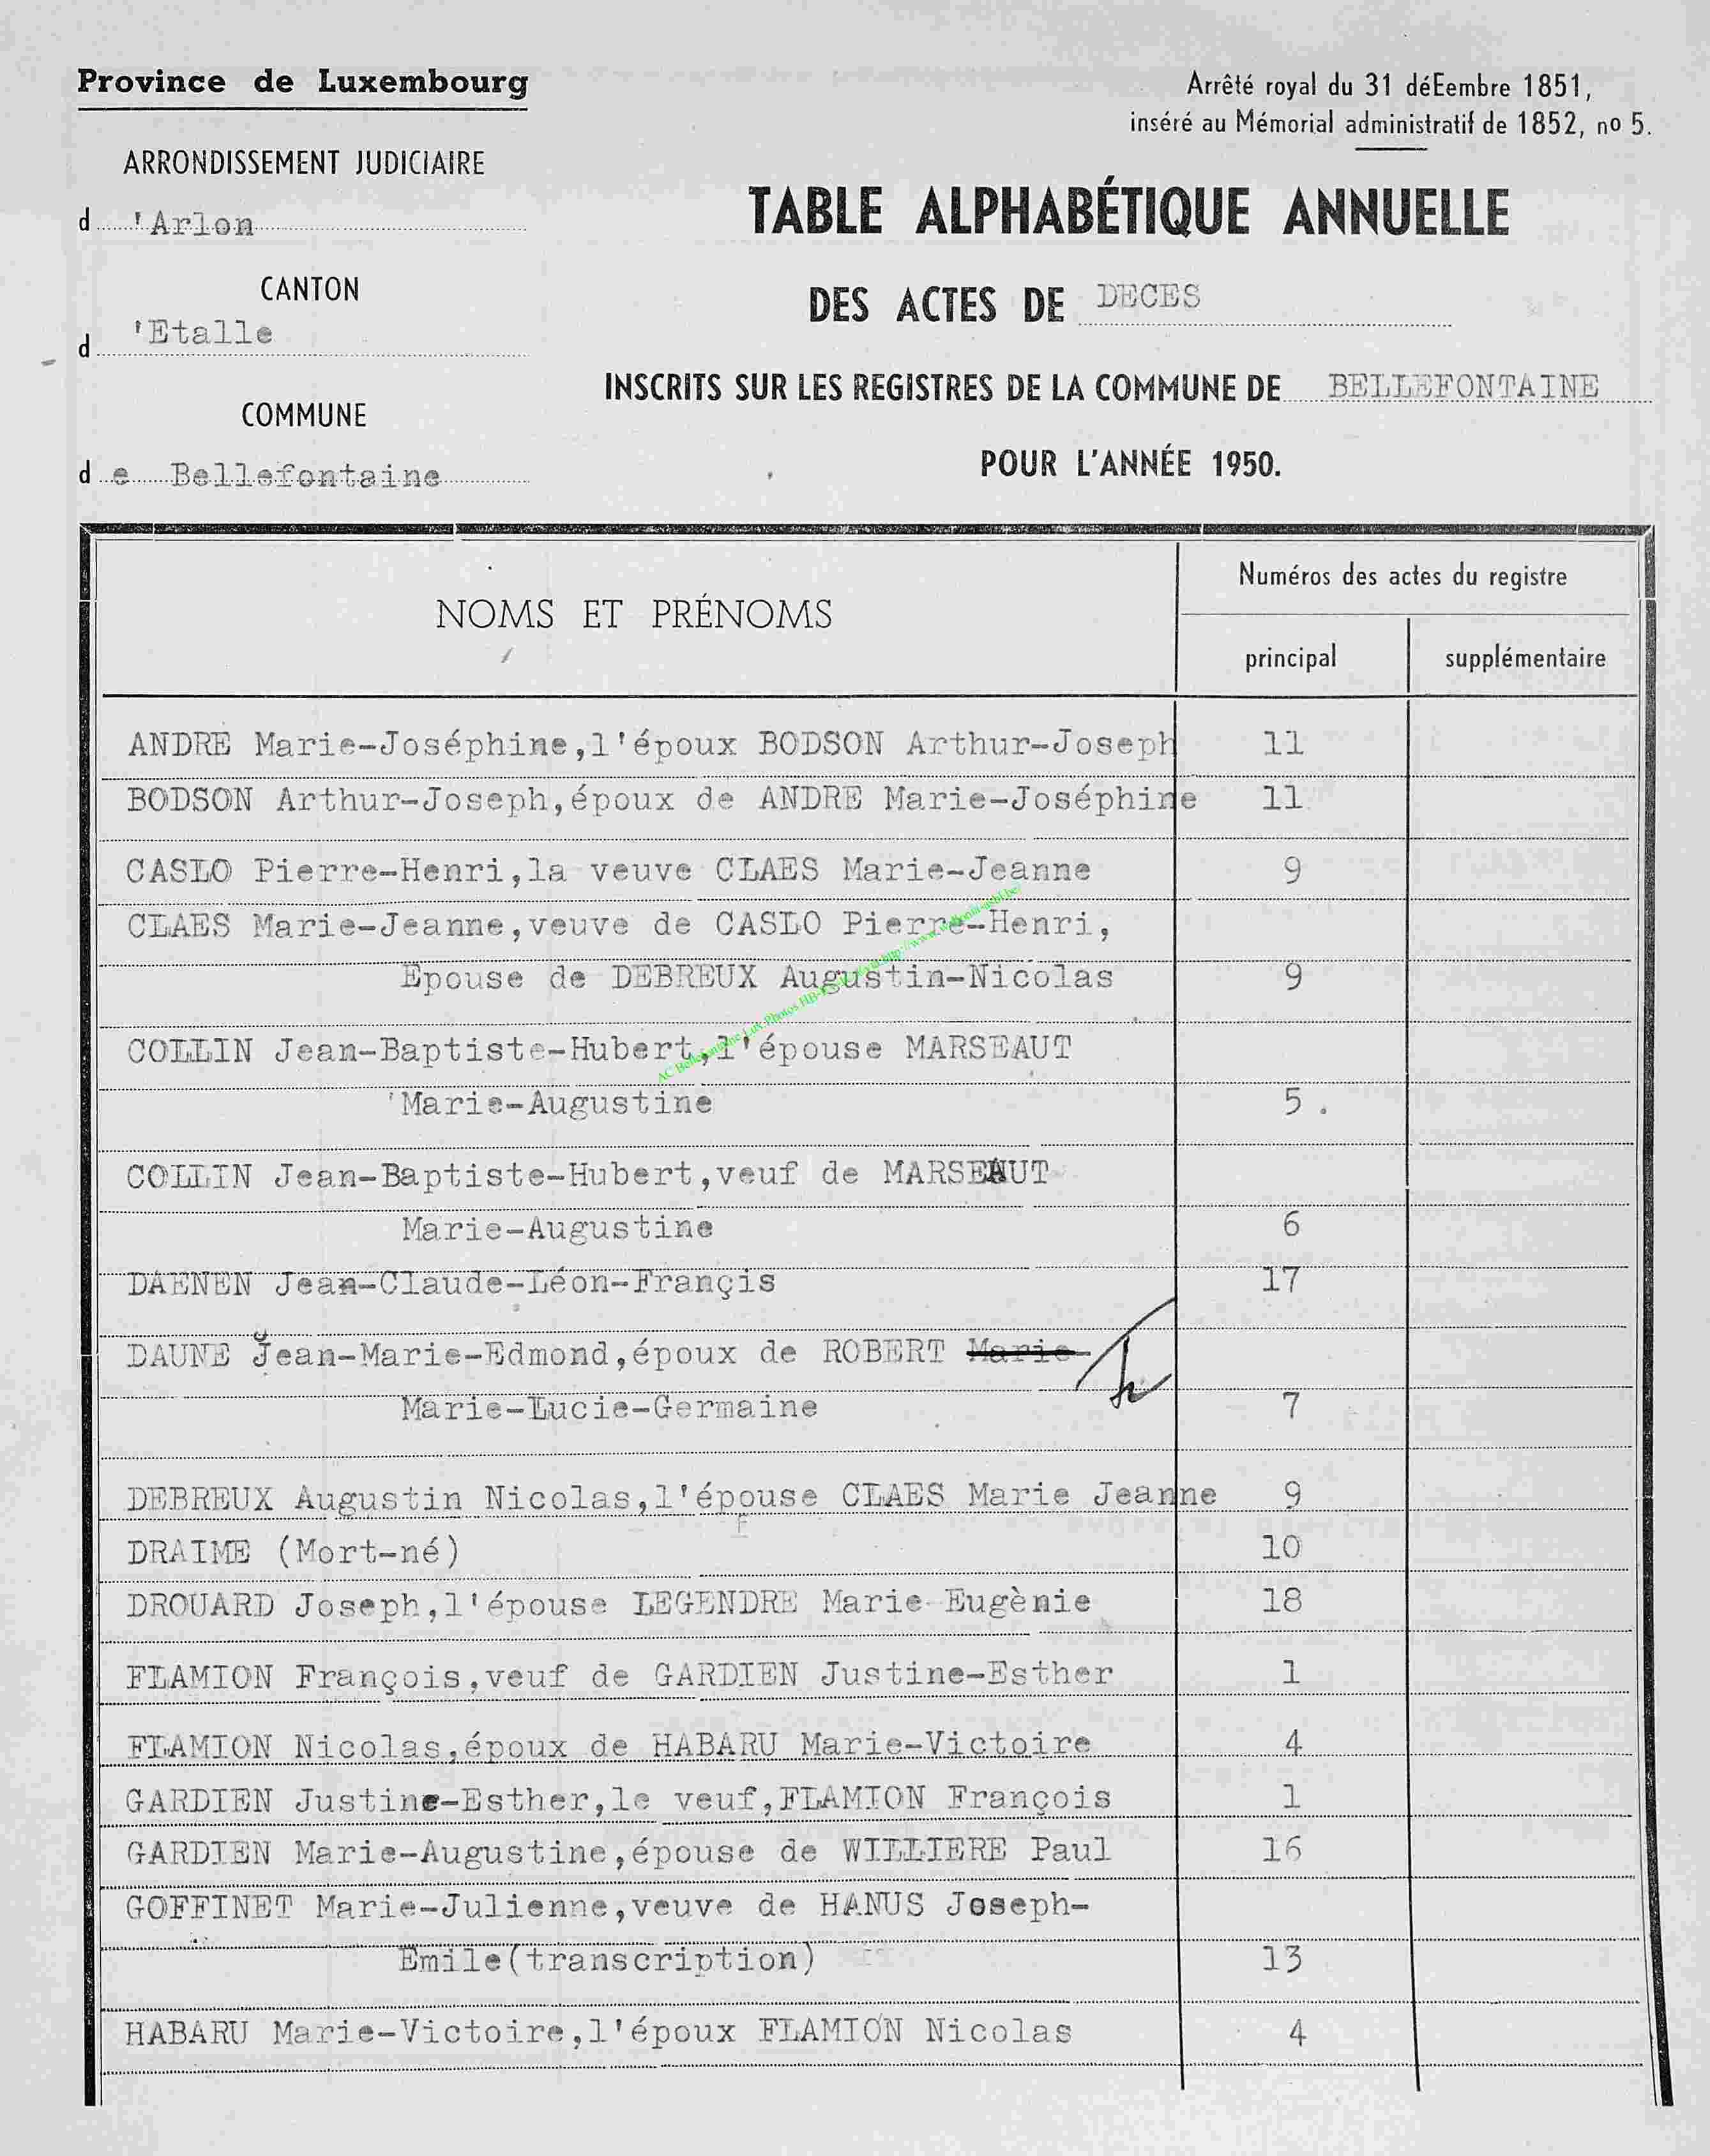 Province de Luxembourg
Arrêté royal du 31 déEembre 1851,
inséré au Mémorial administratif de 1852, no 5.
ARRONDISSEMENT JUDICIAIRE
d 'Arlon
TABLE ALPHABÉTIQUE ANNUELLE
CANTON
d 'Etalle
DES ACTES DE DECES
INSCRITS SUR LES REGISTRES DE LA COMMUNE DE BELLEFONTAINE
COMMUNE
d e Bellefontaine
POUR L'ANNÉE 1950.
NOMS ET PRÉNOMS
Numéros des actes du registre
principal supplémentaire
ANDRE Marie-Joséphine,l'époux BODSON Arthur-Joseph 11
BODSON Arthur-Joseph,époux de ANDRE Marie-Joséphine 11
CASLO Pierre-Henri,la veuve CLAES Marie-Jeanne 9
CLAES Marie-Jeanne,veuve de CASLO Pierre-Henri,
Epouse de DEBREUX Augustin-Nicolas 9
COLLIN Jean-Baptiste-Hubert,l'épouse MARSEAUT
'Marie-Augustine 5 .
COLLIN Jean-Baptiste-Hubert,veuf de MARSEAUT
Marie-Augustine 6
DAENEN Jean-Claude-Léon-Françis 17
DAUNE Jean-Marie-Edmond,époux de ROBERT Marie-
Marie-Lucie-Germaine 7
DEBREUX Augustin Nicolas,l'épouse CLAES Marie Jeanne 9
DRAIME (Mort-né) 10
DROUARD Joseph,l'épouse LEGENDRE Marie Eugènie 18
FLAMION François,veuf de GARDIEN Justine-Esther 1
FLAMION Nicolas,époux de HABARU Marie-Victoire 4
GARDIEN Justine-Esther,le veuf,FLAMION François 1
GARDIEN Marie-Augustine,épouse de WILLIERE Paul 16
GOFFINET Marie-Julienne,veuve de HANUS Joseph-
Emile(transcription) 13
HABARU Marie-Victoire,l'époux FLAMION Nicolas 4